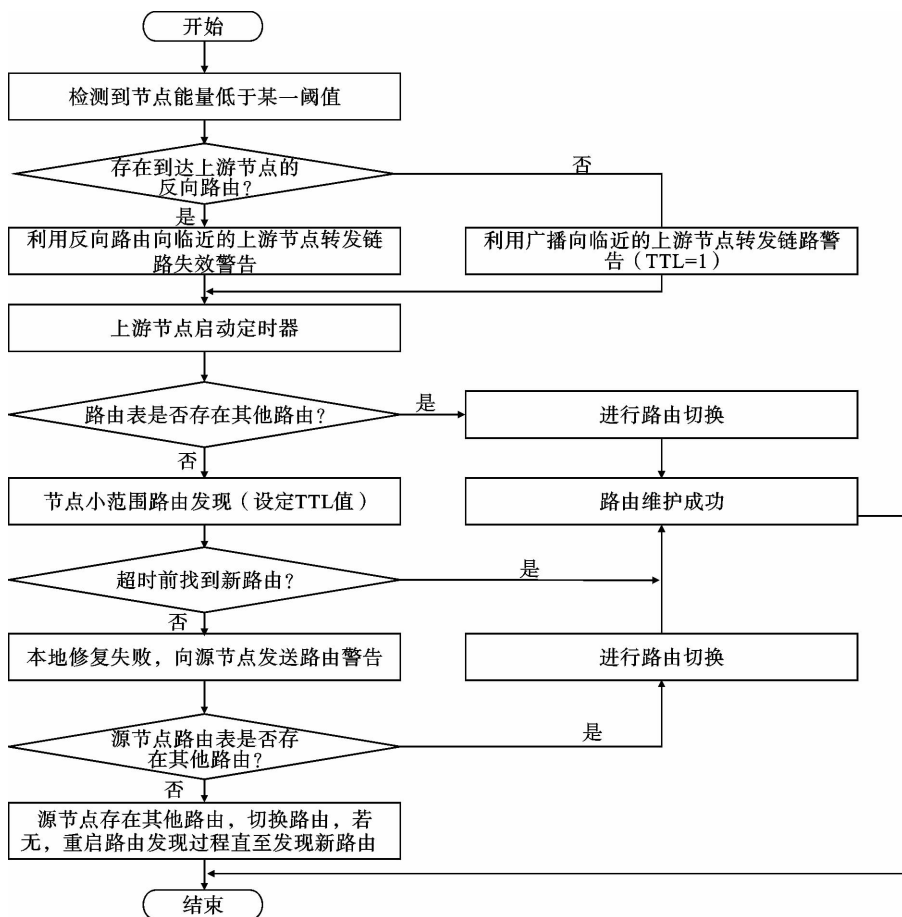 开始
检测到节点能量低于某一阈值
存在到达上游节点的
反向路由？
否
是
利用反向路由向临近的上游节点转发链
路失效警告
利用广播向临近的上游节点转发链路警
告（TTL=1）
上游节点启动定时器
路由表是否存在其他路由？
是
进行路由切换
否
节点小范围路由发现（设定TTL值）
路由维护成功
超时前找到新路由？
是
否
本地修复失败，向源节点发送路由警告
进行路由切换
源节点路由表是否存
在其他路由？
是
否
源节点存在其他路由，切换路由，若
无，重启路由发现过程直至发现新路由
结束